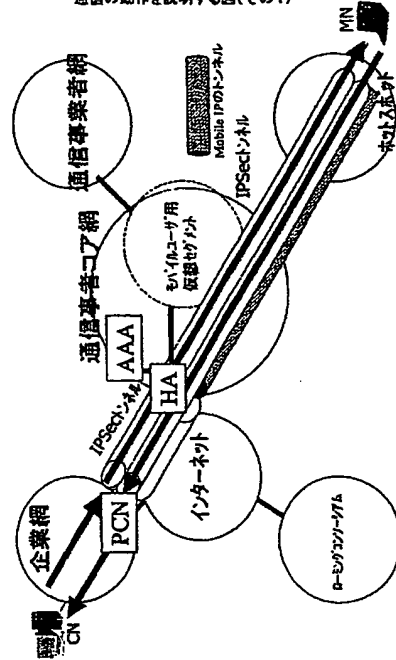 MN
通信事業者網
Mobile IPのトンネル
IPSecトンネル
ホットスポット
通信事者コア網
モバイルユーザ用
仮想セグメント
AAA
HA
IPSecトンネル
企業網
PCN
インターネット
ローミングコンソーシアム
CN